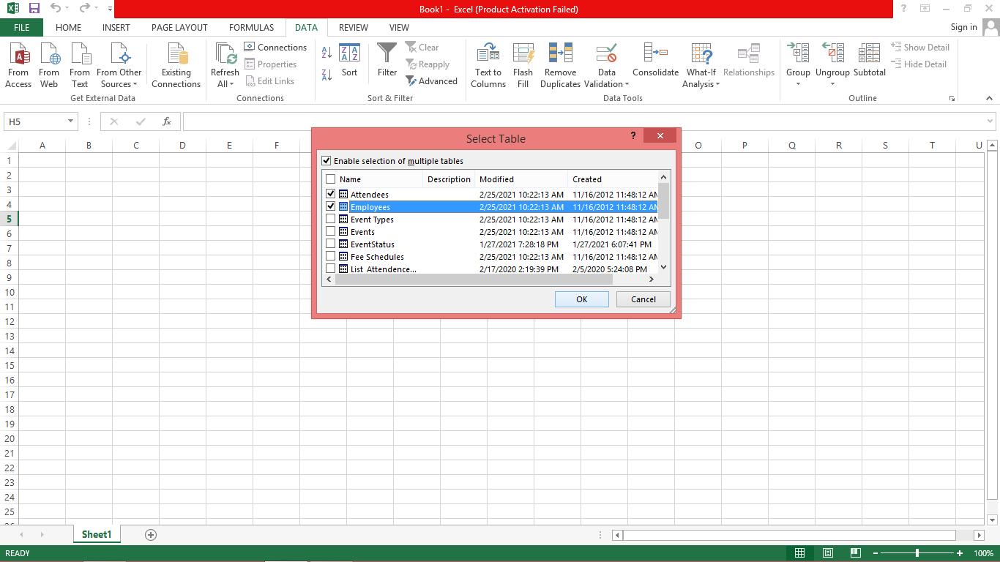 Book1 - Excel (Product Activation Failed)
FILE HOME INSERT PAGE LAYOUT FORMULAS DATA REVIEW VIEW Sign in
From Access
From Web
From Text
From Other Sources
Existing Connections
Get External Data
Refresh All
Connections
Properties
Edit Links
Connections
Sort
Filter
Clear
Reapply
Advanced
Sort & Filter
Text to Columns
Flash Fill
Remove Duplicates
Data Validation
Consolidate
What-If Analysis
Relationships
Data Tools
Group
Ungroup
Subtotal
Show Detail
Hide Detail
Outline
H5 fx
A B C D E F O P Q R S T U
1
2
3
4
5
6
7
8
9
10
11
12
13
14
15
16
17
18
19
20
21
22
23
24
25
26
Select Table ?
Enable selection of multiple tables
Name Description Modified Created
Attendees 2/25/2021 10:22:13 AM 11/16/2012 11:48:12 AM
Employees 2/25/2021 10:22:13 AM 11/16/2012 11:48:12 AM
Event Types 2/25/2021 10:22:13 AM 11/16/2012 11:48:12 AM
Events 2/25/2021 10:22:13 AM 11/16/2012 11:48:12 AM
EventStatus 1/27/2021 7:28:18 PM 1/27/2021 6:07:41 PM
Fee Schedules 2/25/2021 10:22:13 AM 11/16/2012 11:48:12 AM
List_Attendence... 2/17/2020 2:19:39 PM 2/5/2020 5:24:08 PM
OK Cancel
Sheet1
READY 100%